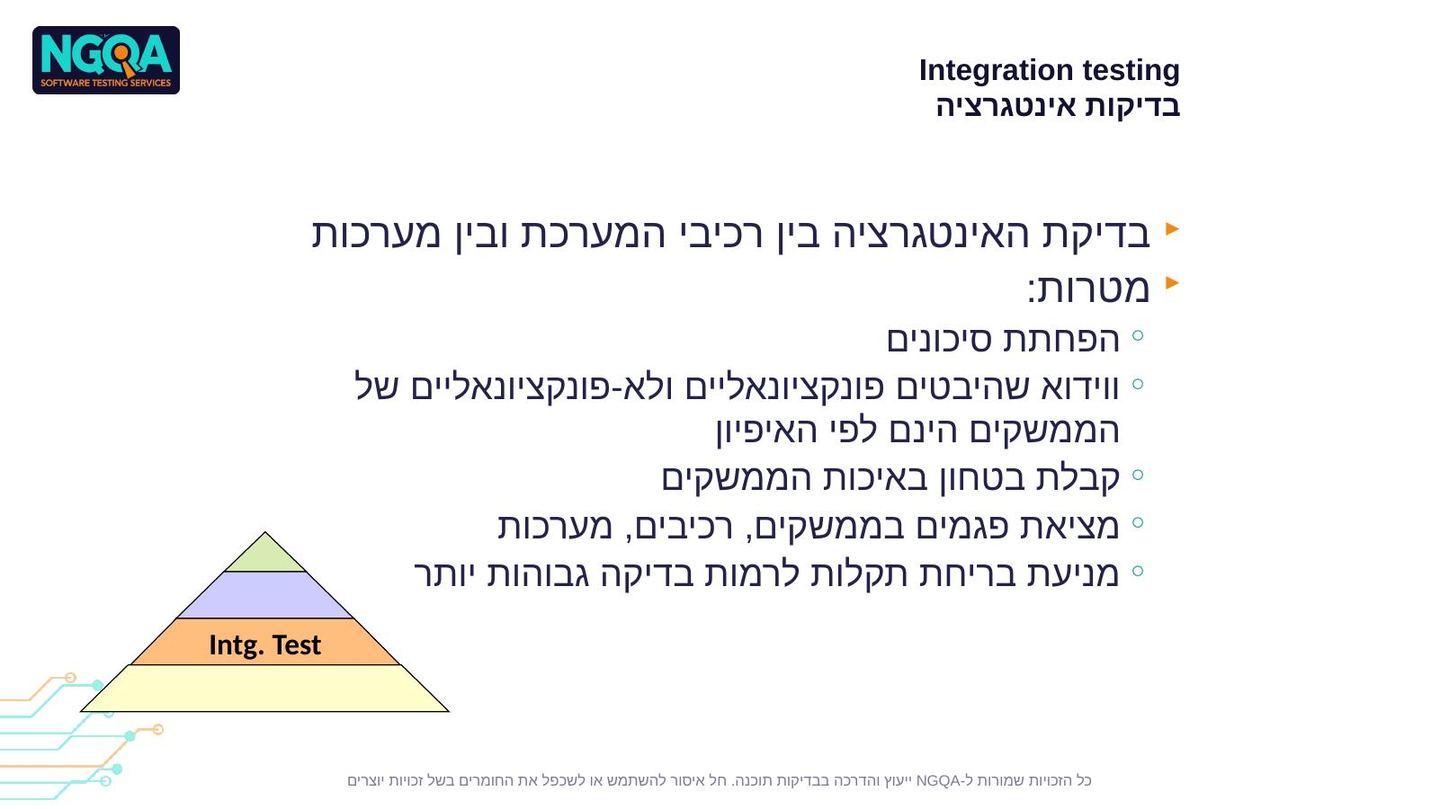 NGQA
SOFTWARE TESTING SERVICES
Integration testing
בדיקות אינטגרציה
בדיקת האינטגרציה בין רכיבי המערכת ובין מערכות
מטרות:
הפחתת סיכונים
ווידוא שהיבטים פונקציונאליים ולא-פונקציונאליים של
הממשקים הינם לפי האיפיון
קבלת בטחון באיכות הממשקים
מציאת פגמים בממשקים, רכיבים, מערכות
מניעת בריחת תקלות לרמות בדיקה גבוהות יותר
Intg. Test
כל הזכויות שמורות ל-NGQA ייעוץ והדרכה בבדיקות תוכנה. חל איסור להשתמש או לשכפל את החומרים בשל זכויות יוצרים